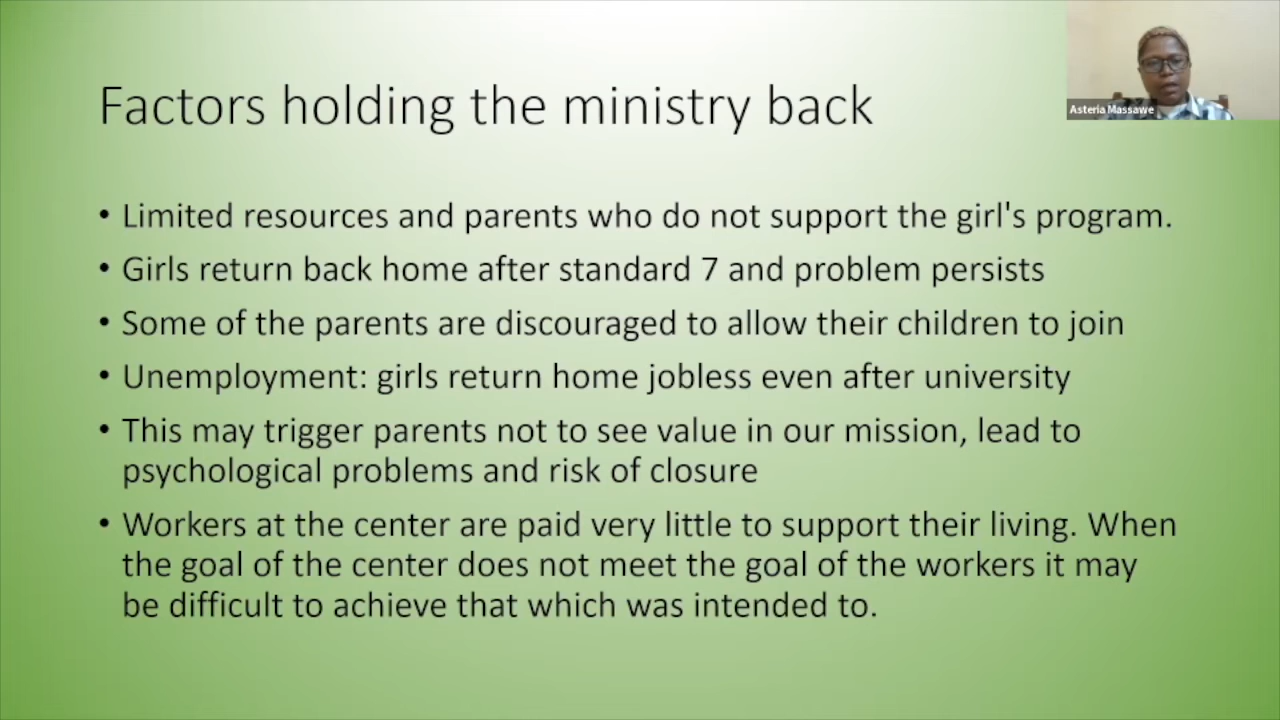 Factors holding the ministry back
Asteria Massawe
• Limited resources and parents who do not support the girl's program.
• Girls return back home after standard 7 and problem persists
• Some of the parents are discouraged to allow their children to join
• Unemployment: girls return home jobless even after university
• This may trigger parents not to see value in our mission, lead to
psychological problems and risk of closure
• Workers at the center are paid very little to support their living. When
the goal of the center does not meet the goal of the workers it may
be difficult to achieve that which was intended to.